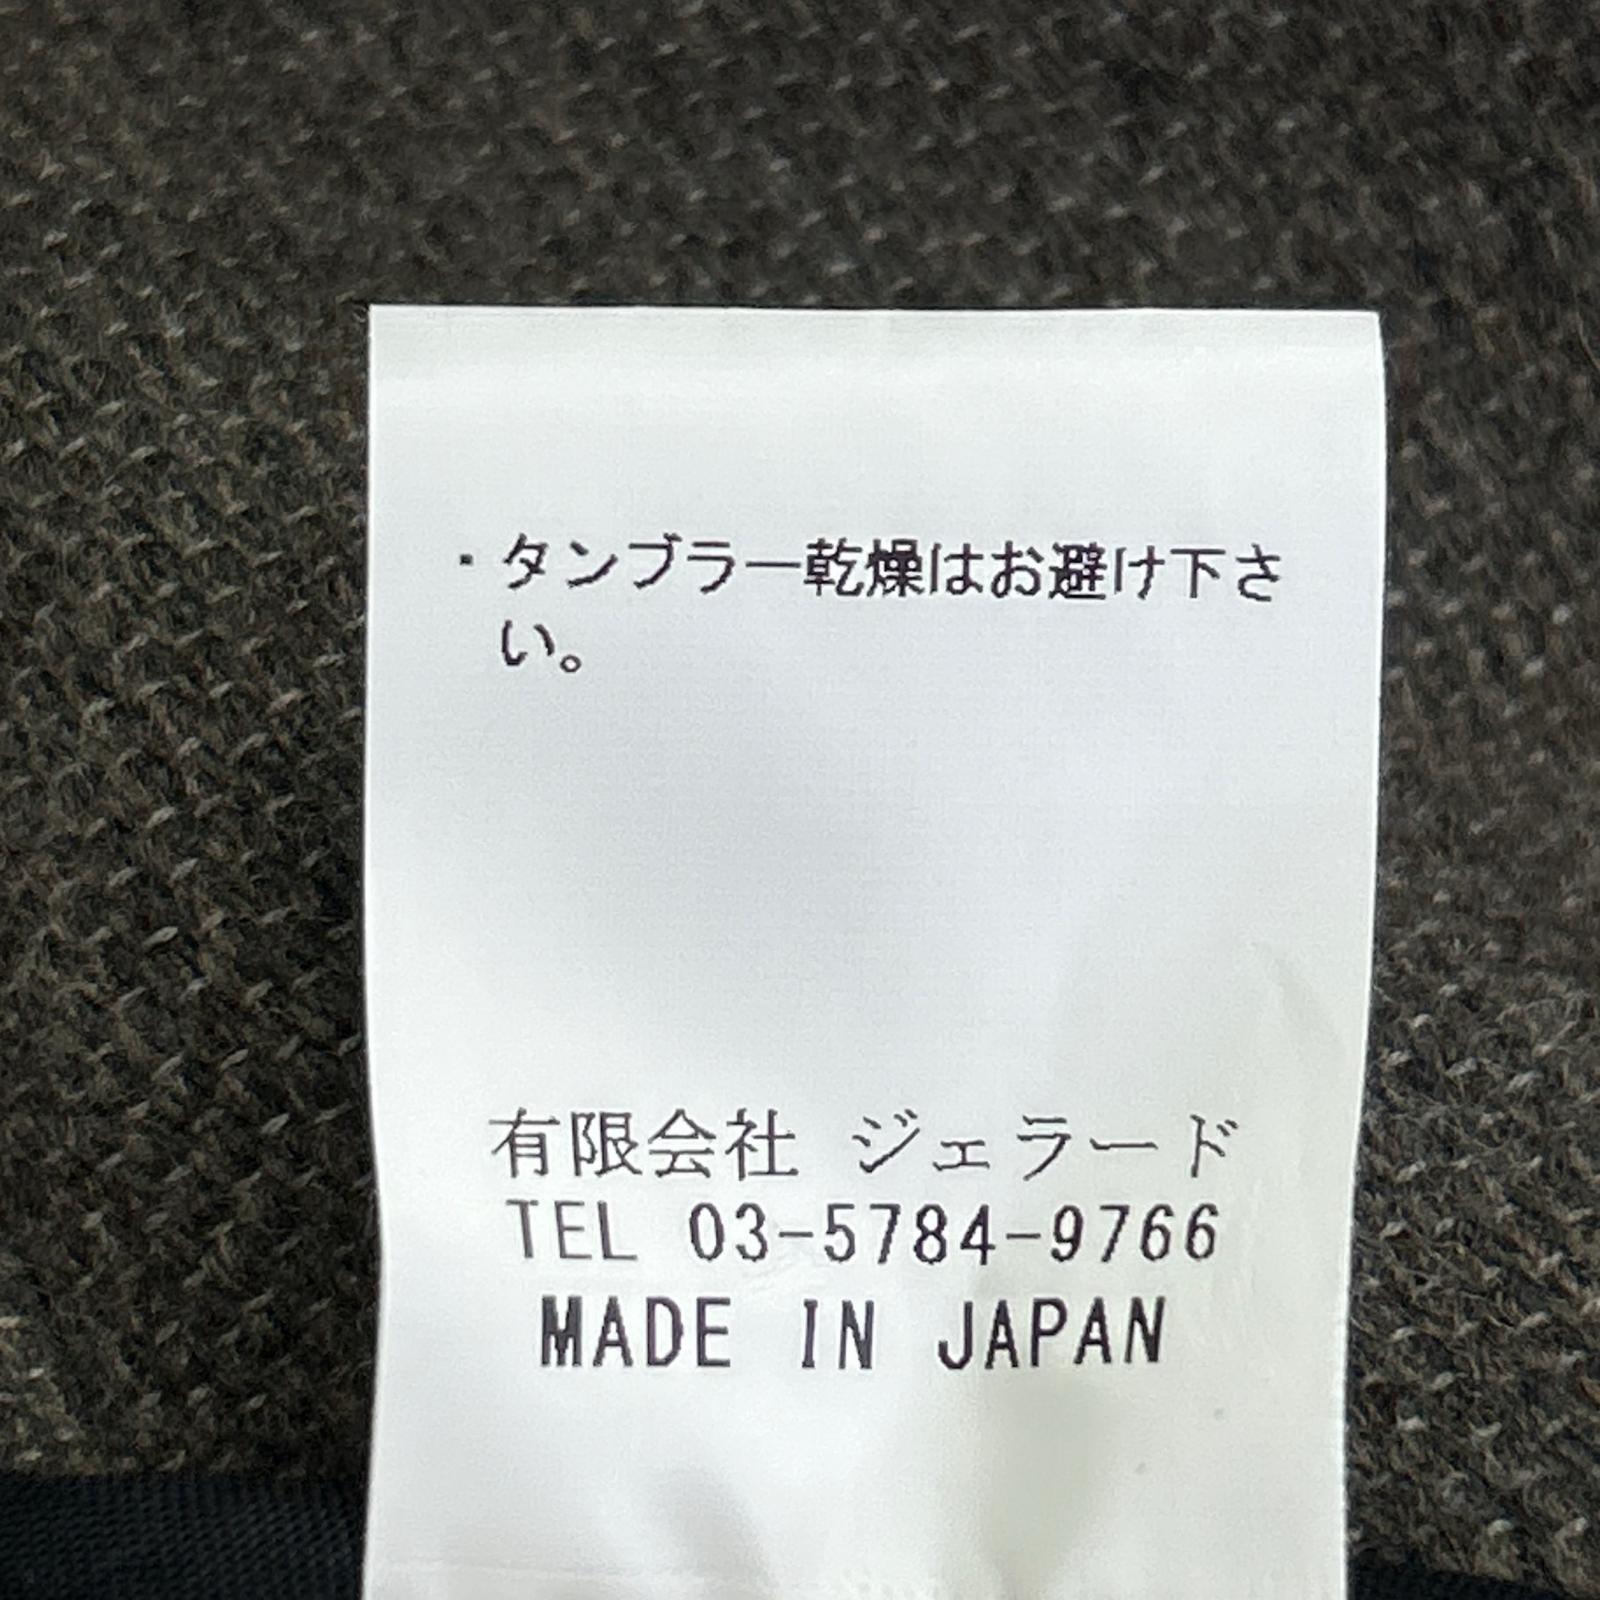 ・タンブラー乾燥はお避け下さ
い。
有限会社 ジェラード
TEL 03-5784-9766
MADE IN JAPAN